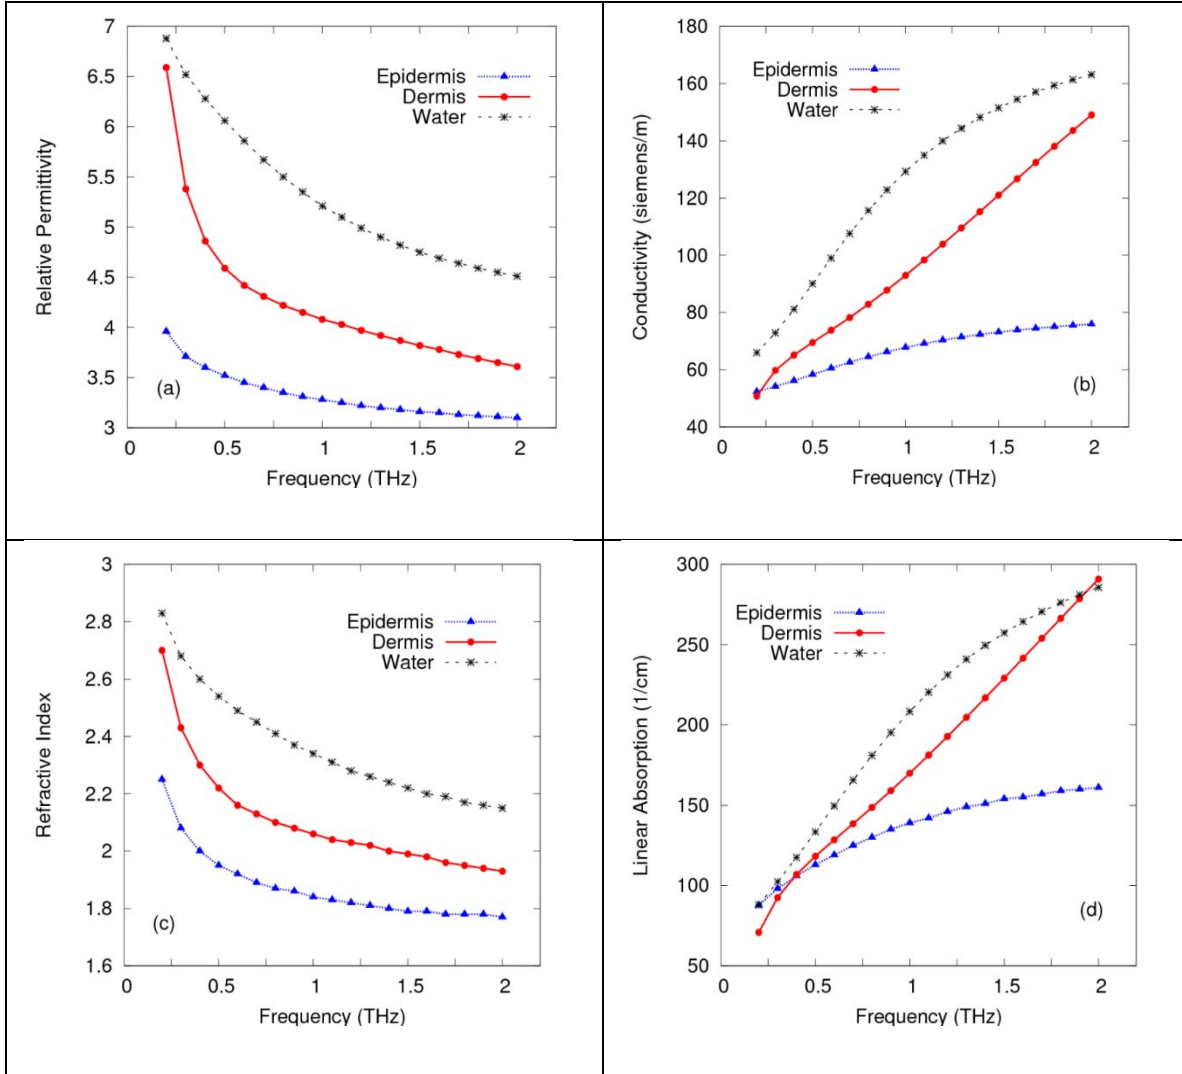 Relative Permittivity
7
6.5
6
5.5
5
4.5
4
3.5
3
Epidermis
Dermis
Water
(a)
0 0.5 1 1.5 2
Frequency (THz)
Conductivity (siemens/m)
180
160
140
120
100
80
60
40
Epidermis
Dermis
Water
(b)
0 0.5 1 1.5 2
Frequency (THz)
Refractive Index
3
2.8
2.6
2.4
2.2
2
1.8
1.6
Epidermis
Dermis
Water
(c)
0 0.5 1 1.5 2
Frequency (THz)
Linear Absorption (1/cm)
300
250
200
150
100
50
Epidermis
Dermis
Water
(d)
0 0.5 1 1.5 2
Frequency (THz)